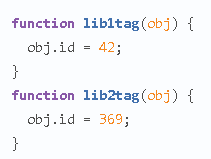 function lib1tag(obj) {
  obj.id = 42;
}
function lib2tag(obj) {
  obj.id = 369;
}